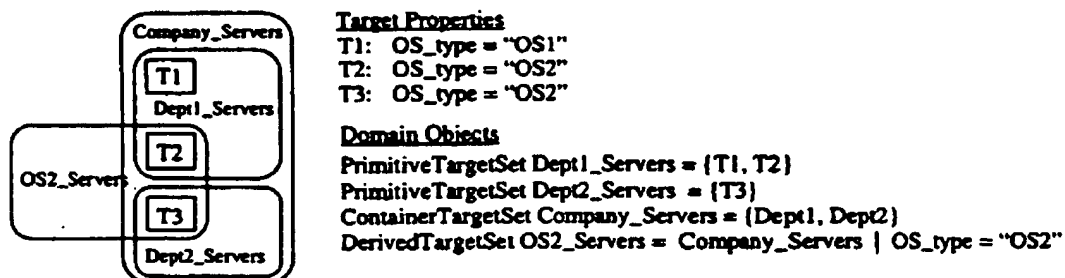 Company_Servers
T1
Dept1_Servers
T2
OS2_Servers
T3
Dept2_Servers
Target Properties
T1: OS_type = "OS1"
T2: OS_type = "OS2"
T3: OS_type = "OS2"
Domain Objects
PrimitiveTargetSet Dept1_Servers = {T1, T2}
PrimitiveTargetSet Dept2_Servers = {T3}
ContainerTargetSet Company_Servers = {Dept1, Dept2}
DerivedTargetSet OS2_Servers = Company_Servers | OS_type = "OS2"